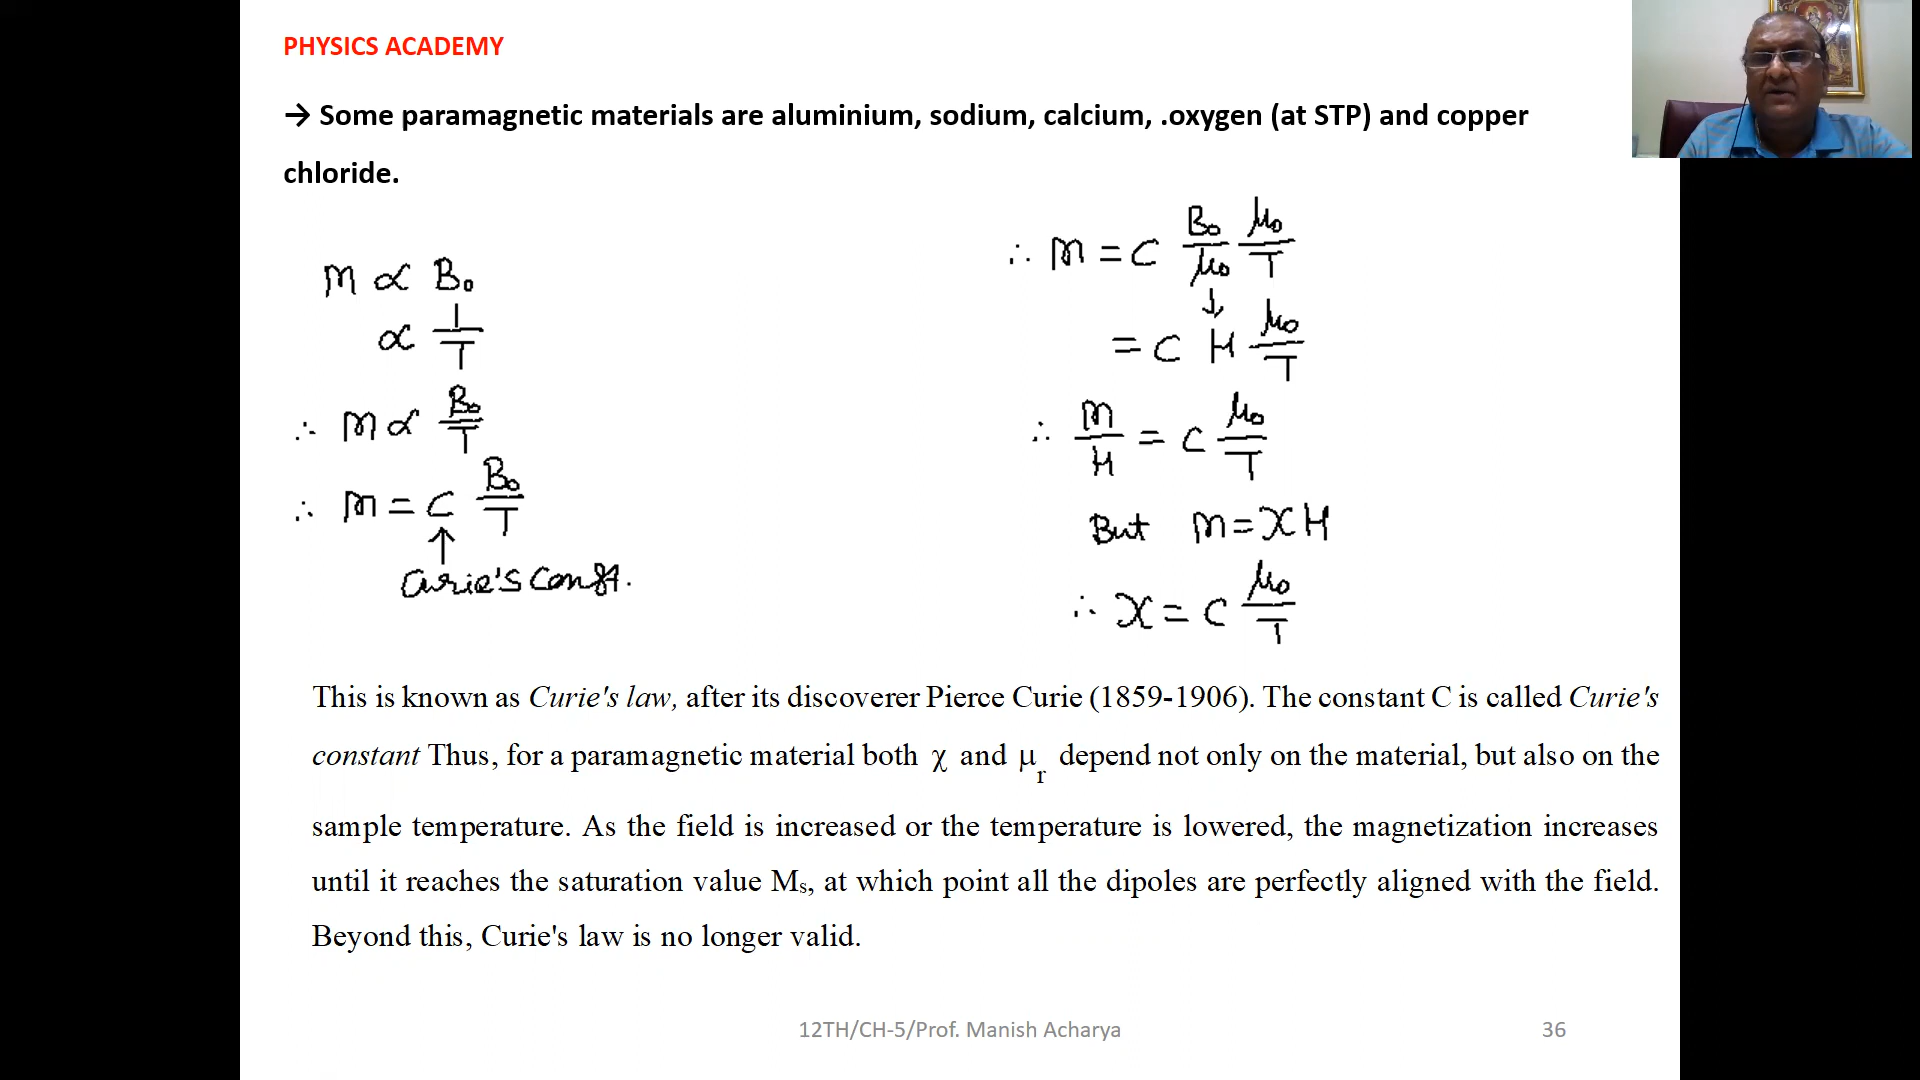 PHYSICS ACADEMY
→ Some paramagnetic materials are aluminium, sodium, calcium, .oxygen (at STP) and copper
chloride.
M ∝ B₀
∝ 1/T
∴ M ∝ B₀/T
∴ M = C B₀/T
↑
Curie's Const.
∴ M = C B₀/μ₀ μ₀/T
↓
= C H μ₀/T
∴ M/H = C μ₀/T
But M = χH
∴ χ = C μ₀/T
This is known as Curie's law, after its discoverer Pierce Curie (1859-1906). The constant C is called Curie's
constant Thus, for a paramagnetic material both χ and μr depend not only on the material, but also on the
sample temperature. As the field is increased or the temperature is lowered, the magnetization increases
until it reaches the saturation value Ms, at which point all the dipoles are perfectly aligned with the field.
Beyond this, Curie's law is no longer valid.
12TH/CH-5/Prof. Manish Acharya
36